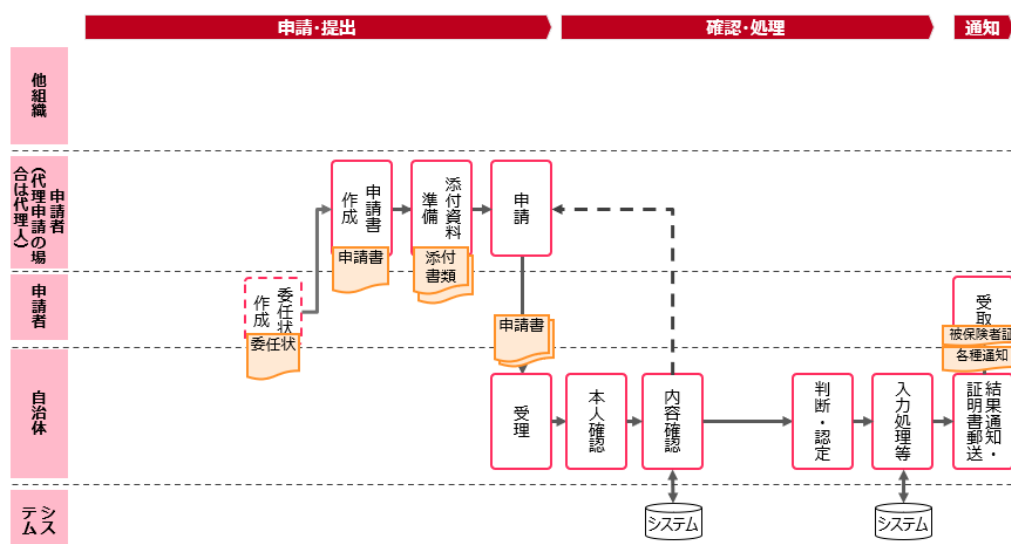 申請・提出
確認・処理
通知
他組織
申請者
(代理申請の場
合は代理人)
申請書
作成
添付資料
準備
申請
申請書
添付
書類
申請者
委任状
作成
委任状
申請書
受取
被保険者証
各種通知
自治体
受理
本人確認
内容確認
判断・認定
入力処理等
結果通知・
証明書郵送
シス
テム
システム
システム